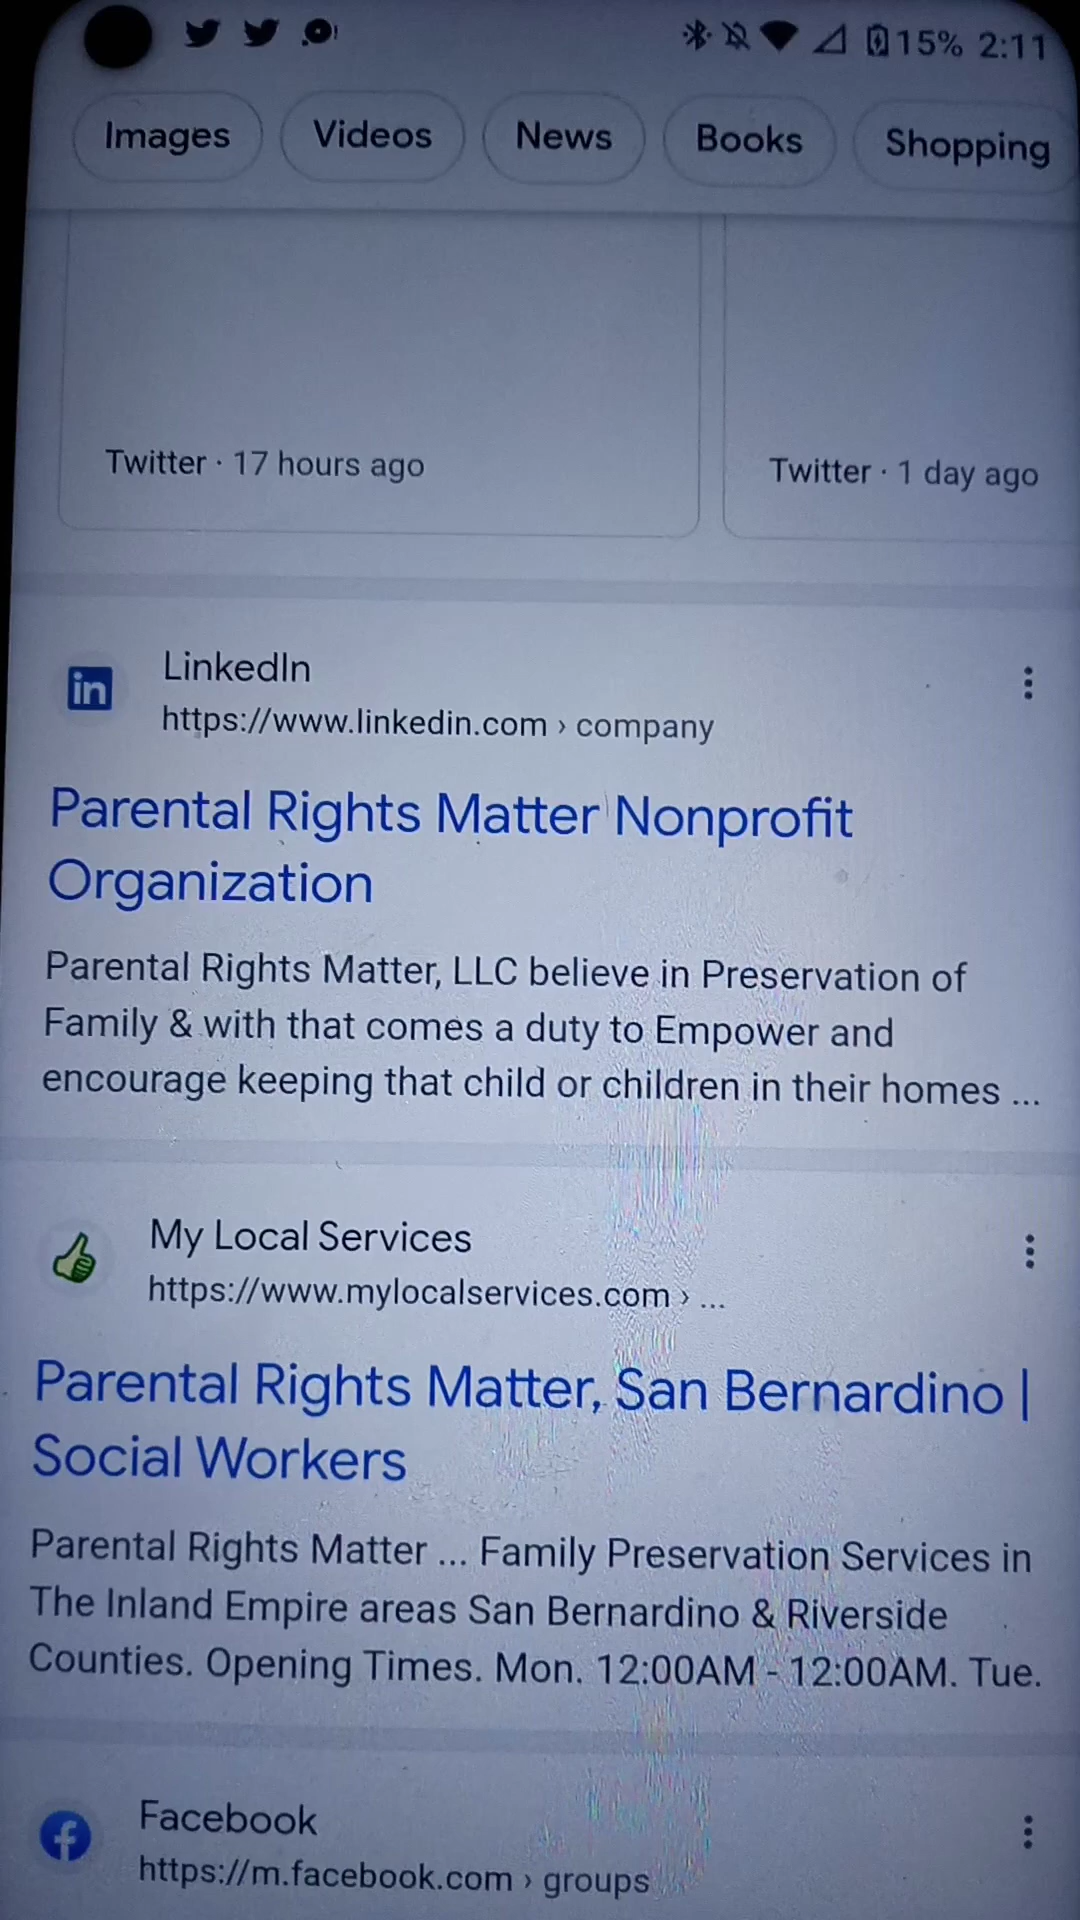 15% 2:11
Images Videos News Books Shopping
Twitter · 17 hours ago
Twitter · 1 day ago
in
LinkedIn
https://www.linkedin.com › company
Parental Rights Matter Nonprofit
Organization
Parental Rights Matter, LLC believe in Preservation of
Family & with that comes a duty to Empower and
encourage keeping that child or children in their homes ...
My Local Services
https://www.mylocalservices.com › ...
Parental Rights Matter, San Bernardino |
Social Workers
Parental Rights Matter ... Family Preservation Services in
The Inland Empire areas San Bernardino & Riverside
Counties. Opening Times. Mon. 12:00AM - 12:00AM. Tue.
f
Facebook
https://m.facebook.com › groups